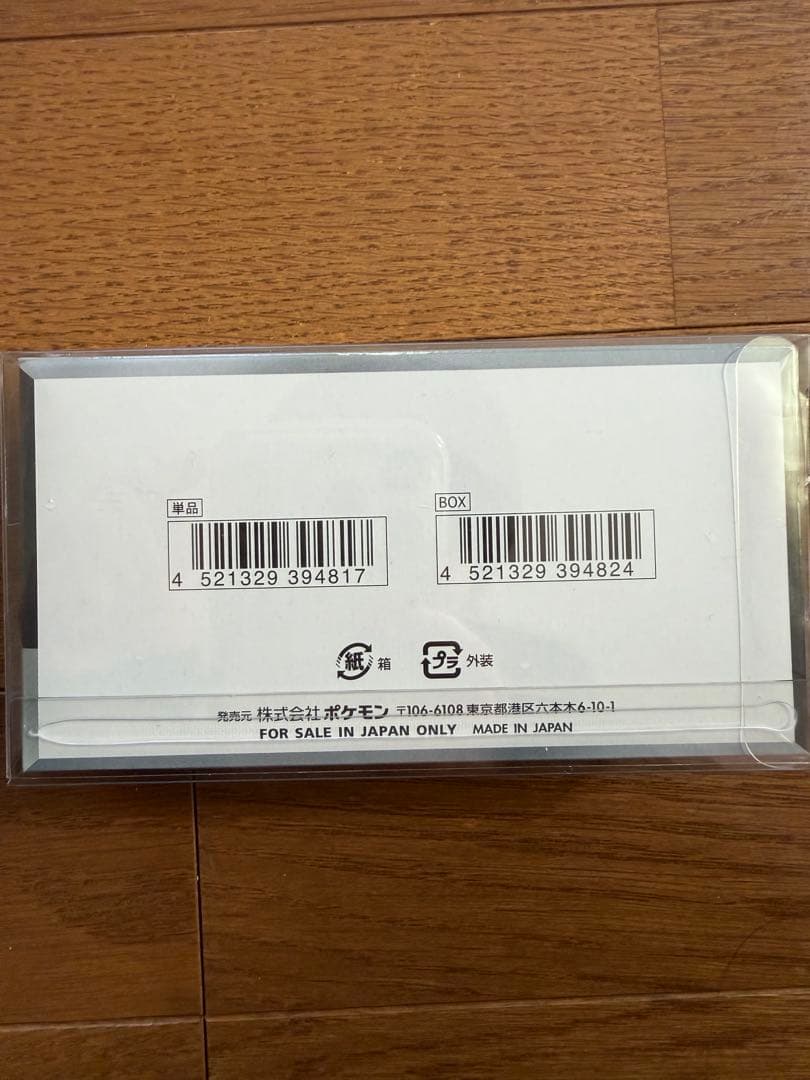 単品
4 521329 394817
BOX
4 521329 394824
紙 箱
プラ 外装
発売元 株式会社 ポケモン 〒106-6108 東京都港区六本木6-10-1
FOR SALE IN JAPAN ONLY MADE IN JAPAN